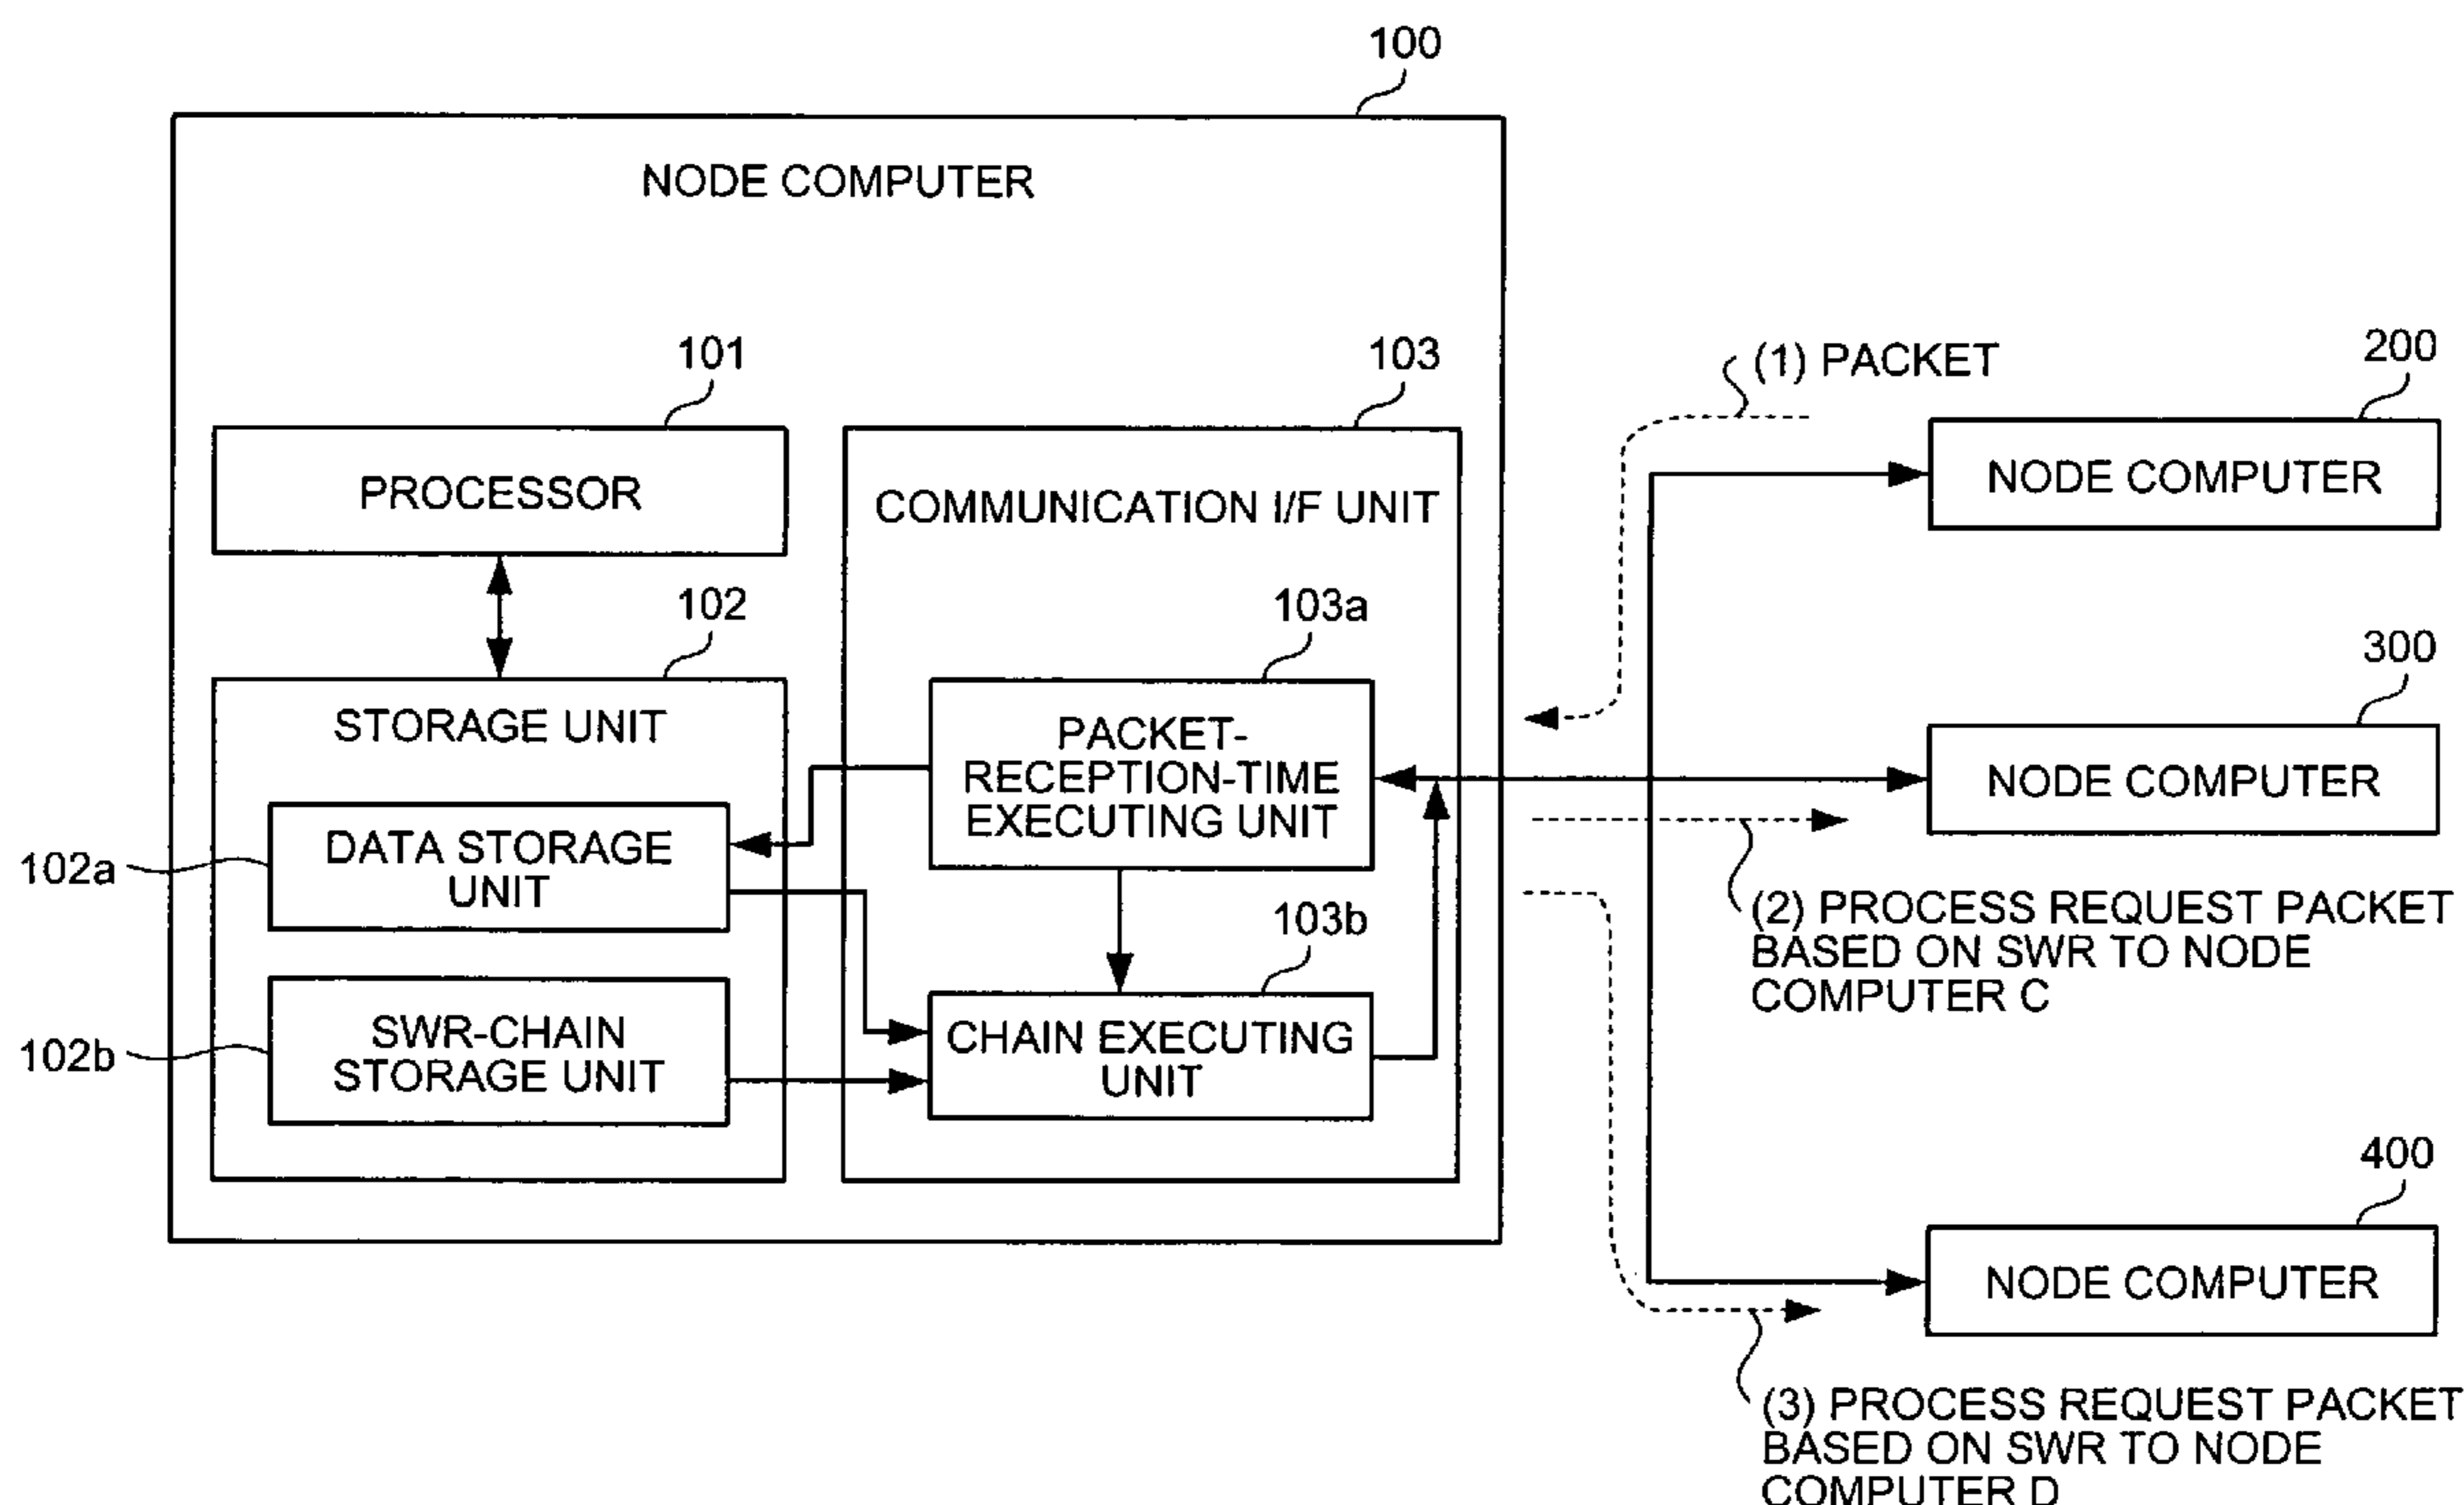 100
NODE COMPUTER
101
103
(1) PACKET
200
PROCESSOR
COMMUNICATION I/F UNIT
NODE COMPUTER
102
103a
300
STORAGE UNIT
PACKET-
RECEPTION-TIME
EXECUTING UNIT
NODE COMPUTER
102a
DATA STORAGE
UNIT
103b
(2) PROCESS REQUEST PACKET
BASED ON SWR TO NODE
COMPUTER C
102b
SWR-CHAIN
STORAGE UNIT
CHAIN EXECUTING
UNIT
400
NODE COMPUTER
(3) PROCESS REQUEST PACKET
BASED ON SWR TO NODE
COMPUTER D